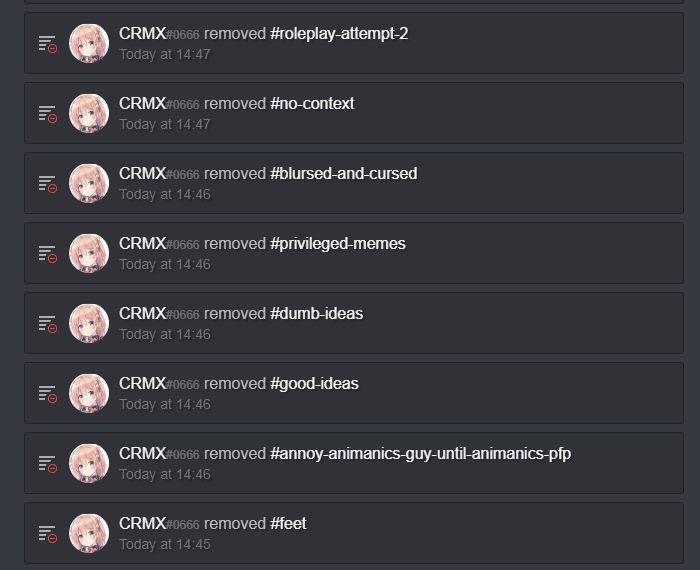 CRMX#0666 removed #roleplay-attempt-2
Today at 14:47
CRMX#0666 removed #no-context
Today at 14:47
CRMX#0666 removed #blursed-and-cursed
Today at 14:46
CRMX#0666 removed #privileged-memes
Today at 14:46
CRMX#0666 removed #dumb-ideas
Today at 14:46
CRMX#0666 removed #good-ideas
Today at 14:46
CRMX#0666 removed #annoy-animanics-guy-until-animanics-pfp
Today at 14:46
CRMX#0666 removed #feet
Today at 14:45